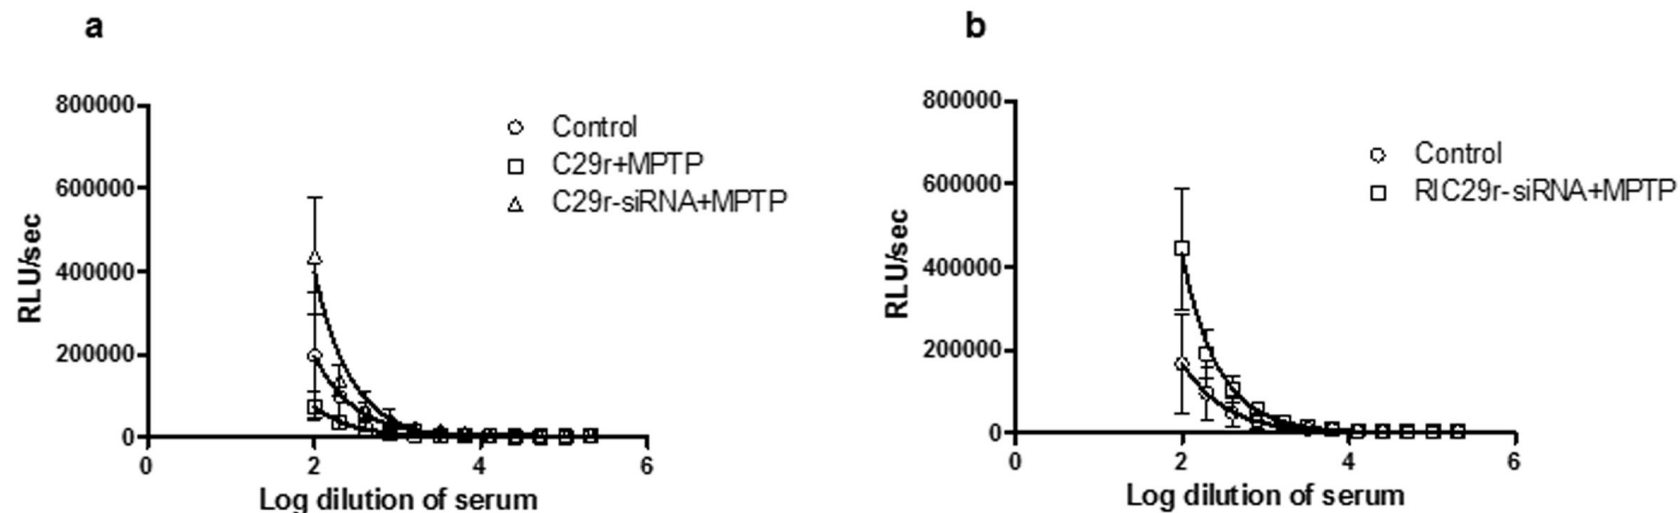 a
800000
600000
400000
200000
0
RLU/sec
0 2 4 6
Log dilution of serum
Control
C29r+MPTP
C29r-siRNA+MPTP
b
800000
600000
400000
200000
0
RLU/sec
0 2 4 6
Log dilution of serum
Control
RIC29r-siRNA+MPTP